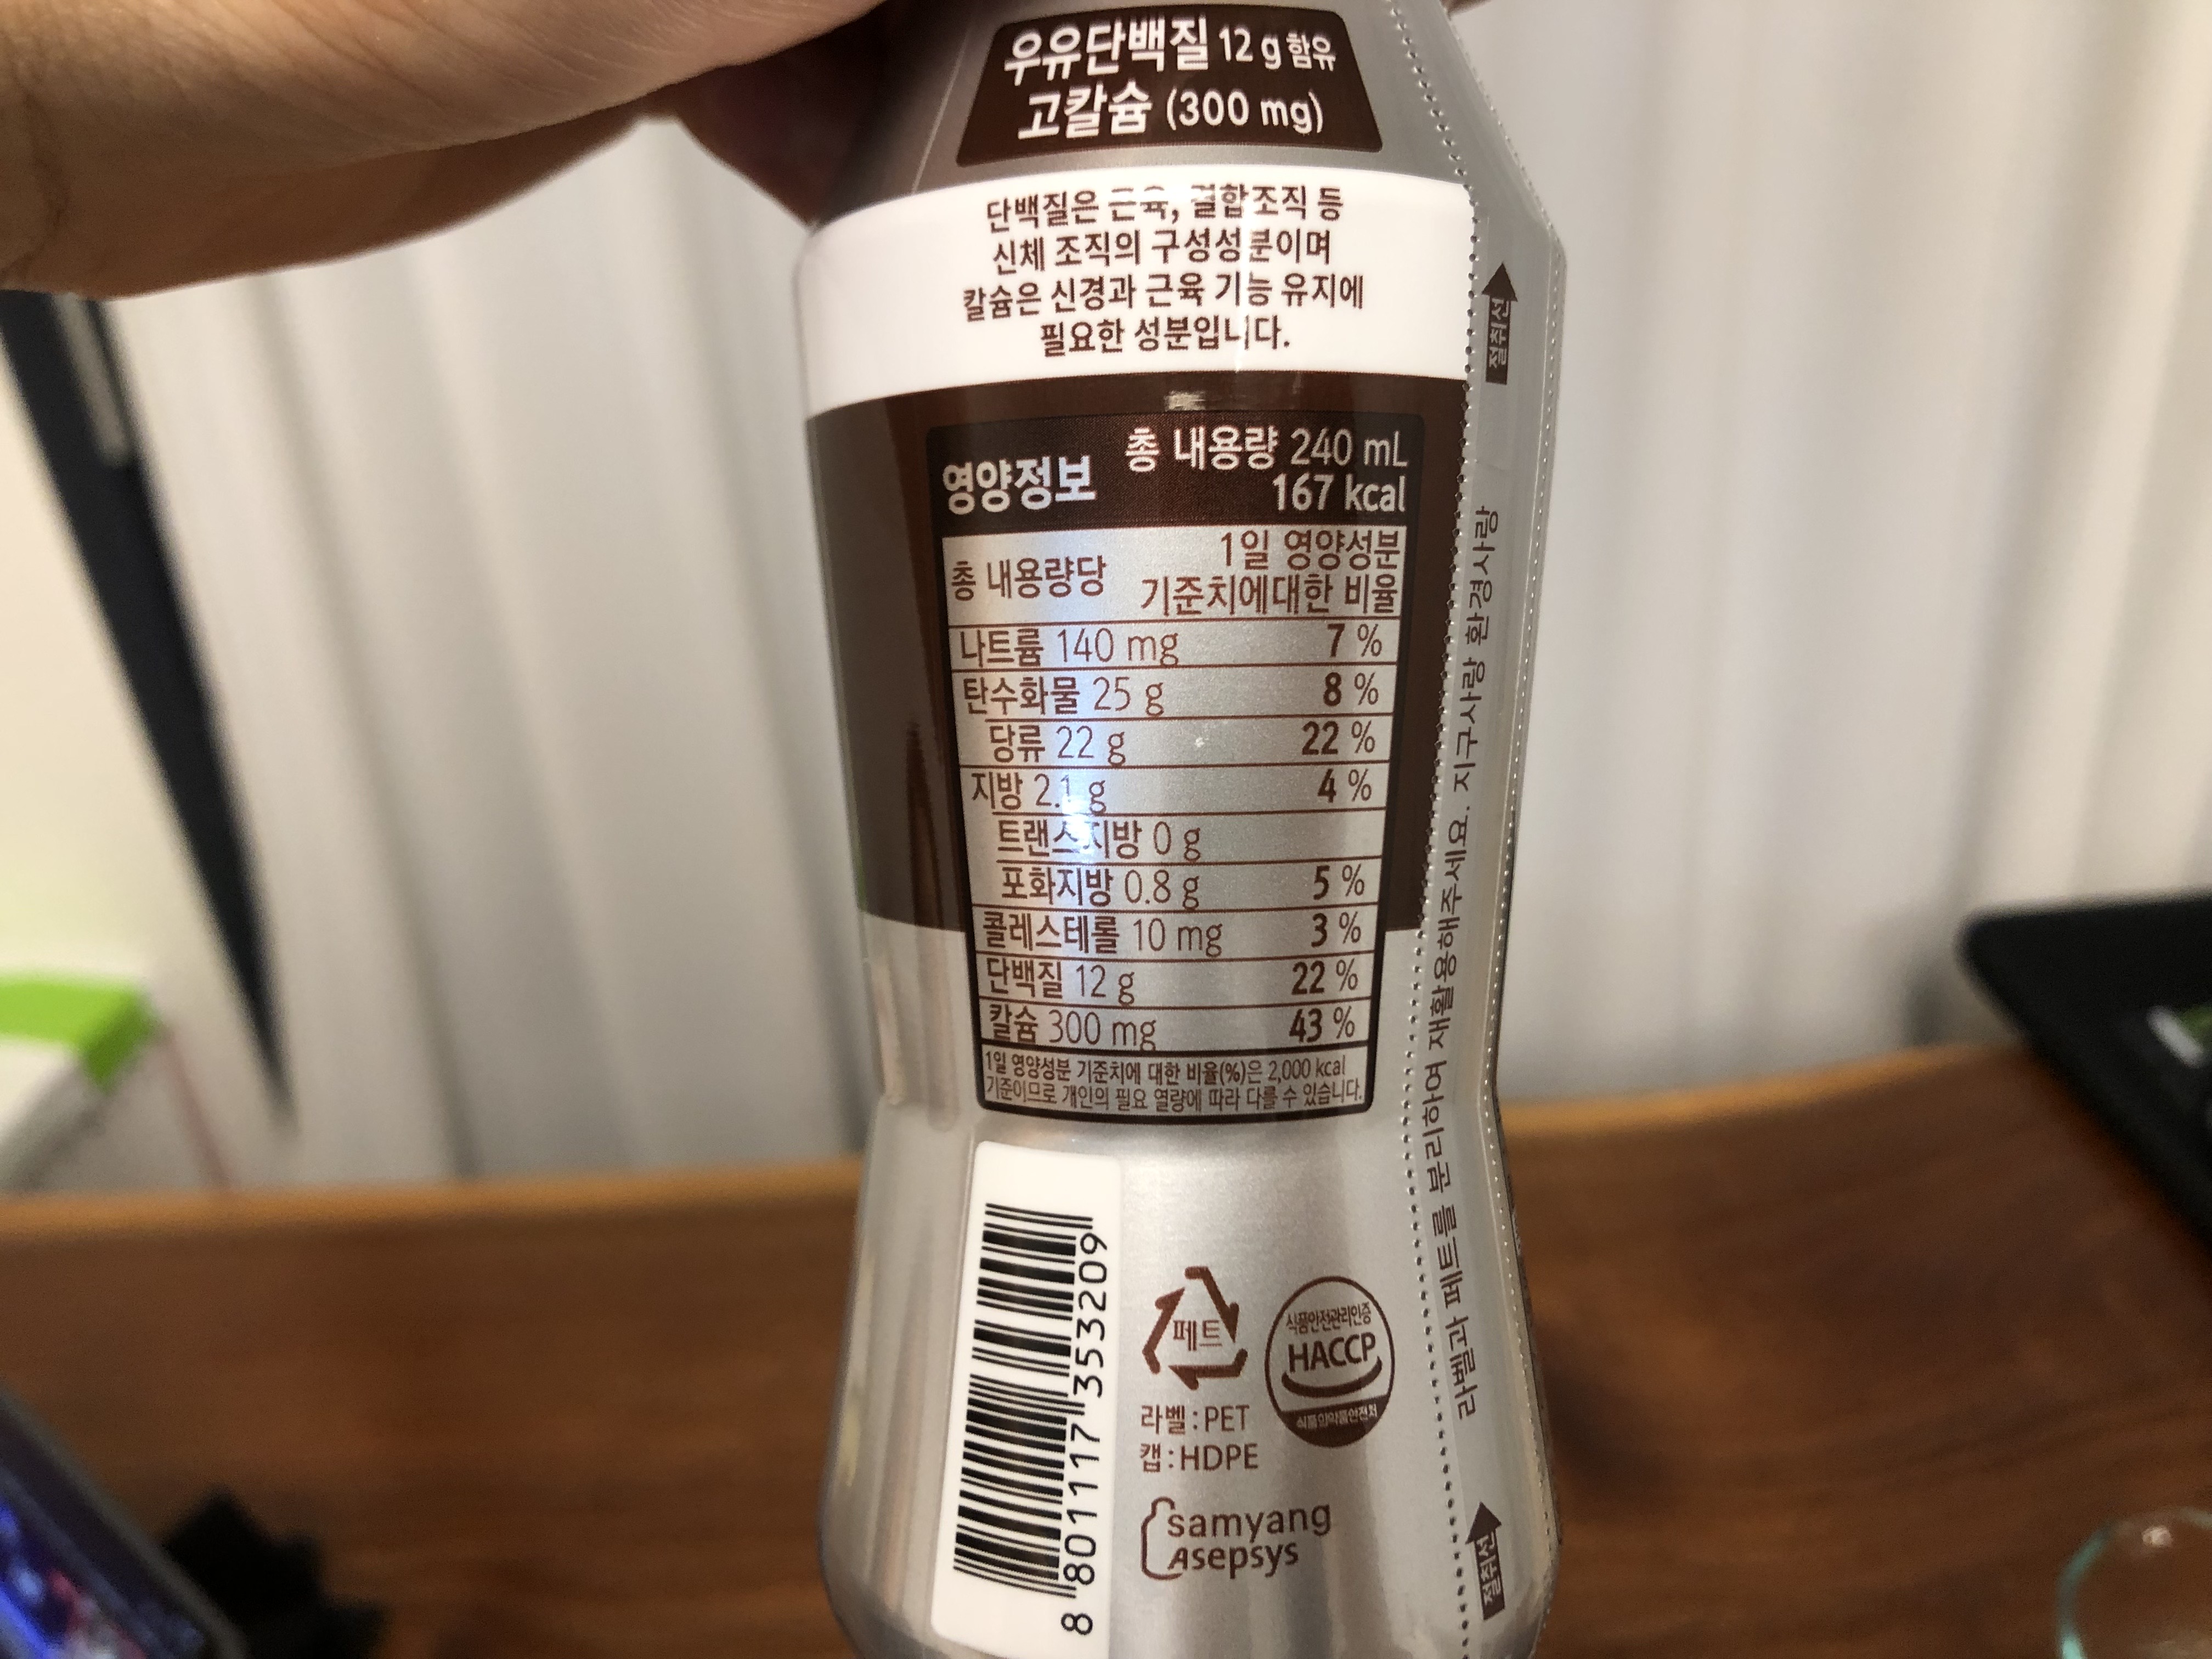 우유단백질 12 g 함유
고칼슘 (300 mg)
단백질은 근육, 결합조직 등
신체 조직의 구성성분이며
칼슘은 신경과 근육 기능 유지에
필요한 성분입니다.
영양정보
총 내용량 240 mL
167 kcal
총 내용량당
1일 영양성분
기준치에대한 비율
나트륨 140 mg 7 %
탄수화물 25 g 8 %
당류 22 g 22 %
지방 2.1 g 4 %
트랜스지방 0 g
포화지방 0.8 g 5 %
콜레스테롤 10 mg 3 %
단백질 12 g 22 %
칼슘 300 mg 43 %
1일 영양성분 기준치에 대한 비율(%)은 2,000 kcal
기준이므로 개인의 필요 열량에 따라 다를 수 있습니다.
8 801117 353209
페트
라벨 : PET
캡 : HDPE
식품안전관리인증
HACCP
식품의약품안전처
samyang
Asepsys
절취선
라벨과 페트를 분리하여 재활용해주세요. 지구사랑 환경사랑
절취선